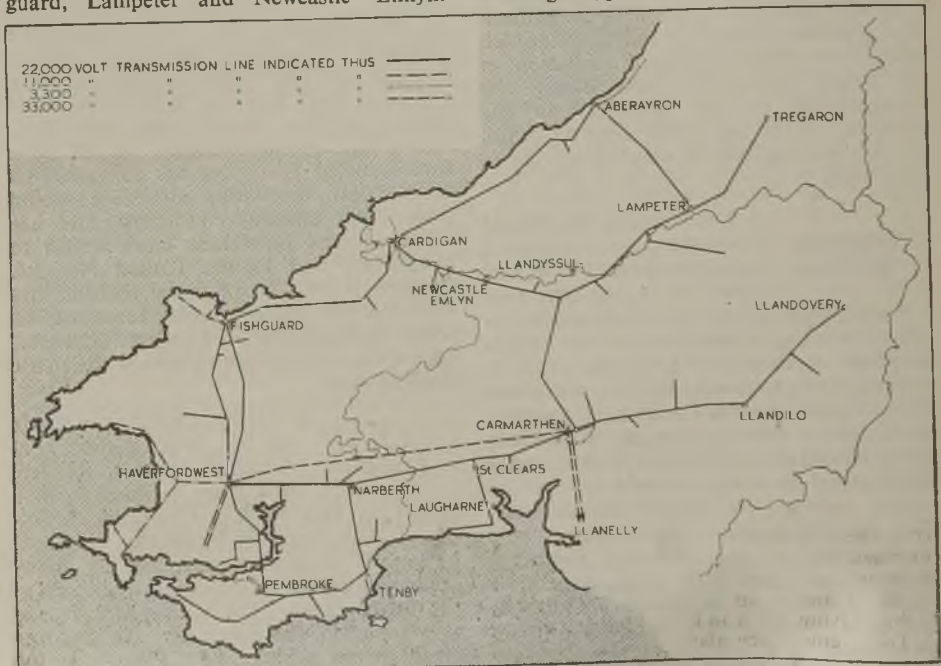 guard, Lampeter and Newcastle Emlyn.
22,000 VOLT TRANSMISSION LINE INDICATED THUS
11,000 " " " " "
3,300 " " " " "
33,000 " " " " "
ABERAYRON
TREGARON
LAMPETER
CARDIGAN
LLANDYSSUL
NEWCASTLE
EMLYN
LLANDOVERY
FISHGUARD
CARMARTHEN
LLANDILO
HAVERFORDWEST
St CLEARS
NARBERTH
LAUGHARNE
LLANELLY
PEMBROKE
TENBY